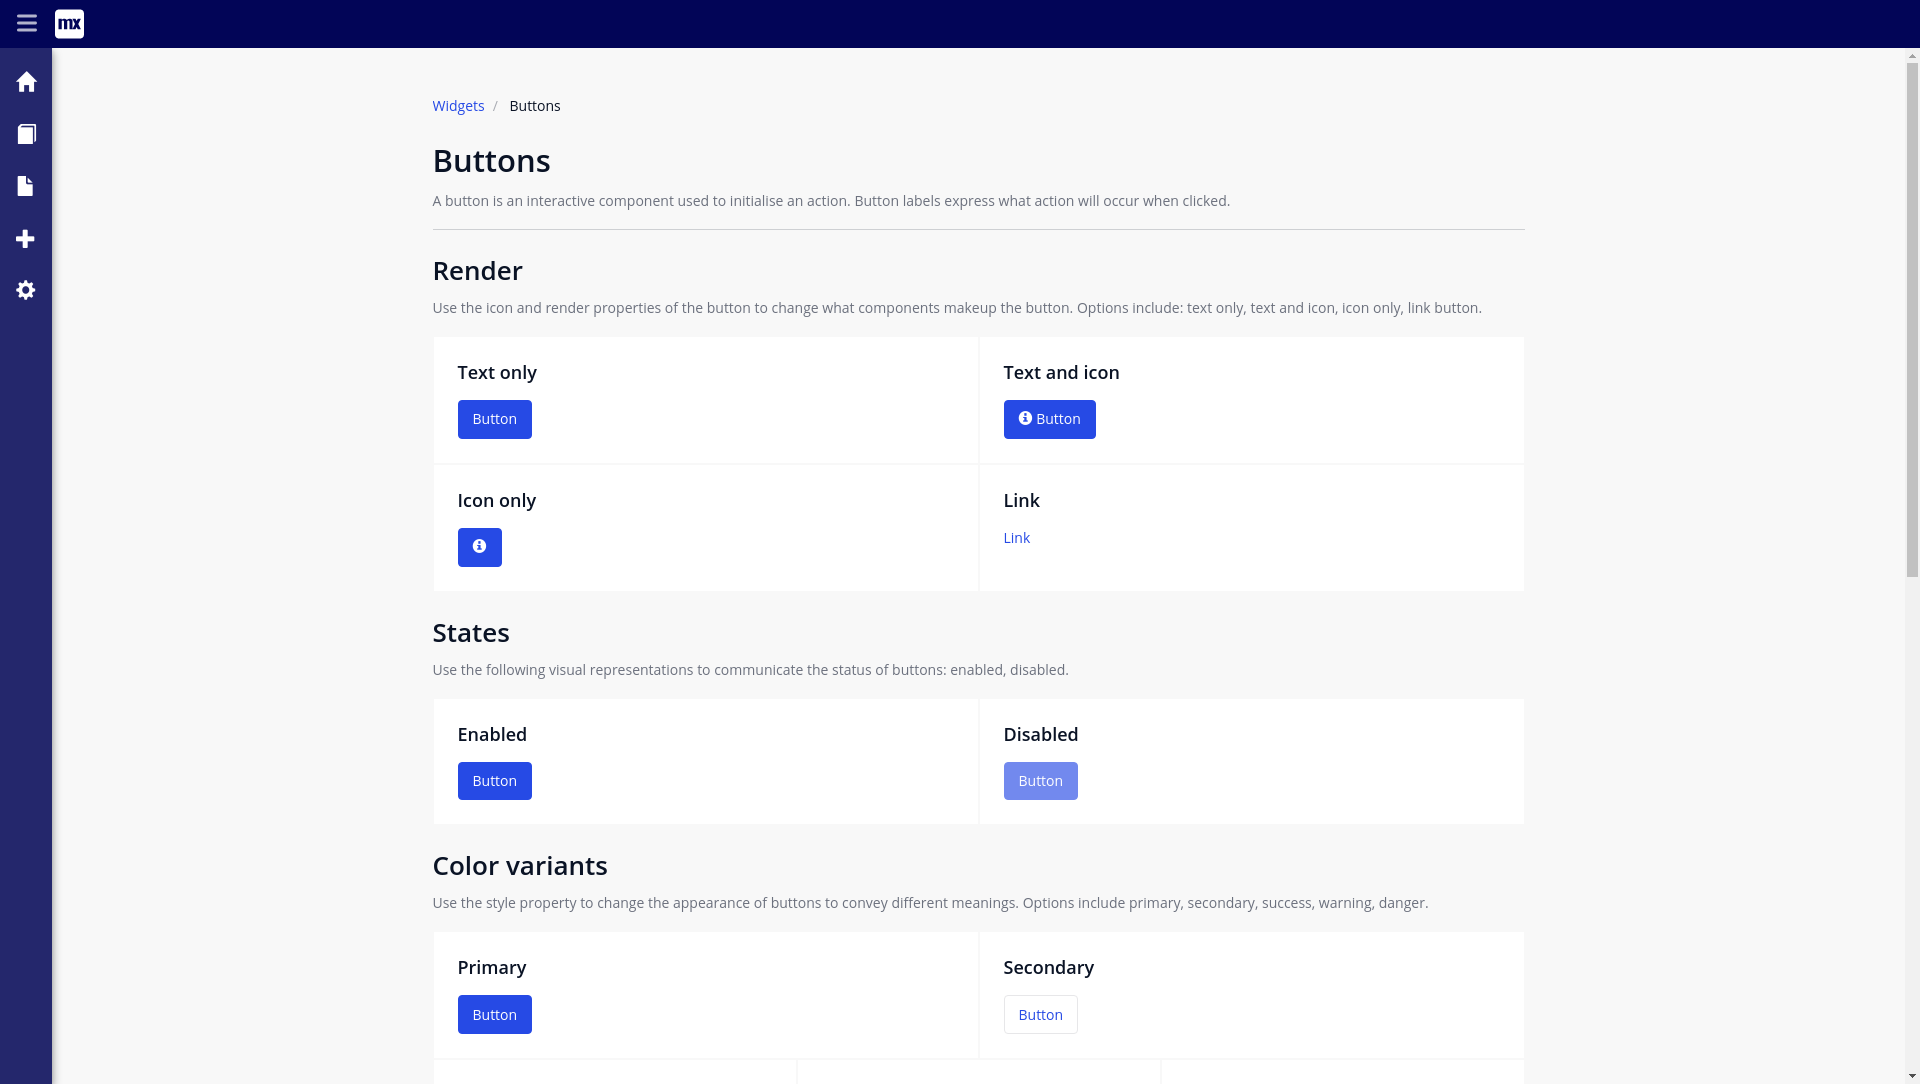 mx
Widgets / Buttons
Buttons
A button is an interactive component used to initialise an action. Button labels express what action will occur when clicked.
Render
Use the icon and render properties of the button to change what components makeup the button. Options include: text only, text and icon, icon only, link button.
Text only
Text and icon
Button
Button
Icon only
Link
Link
States
Use the following visual representations to communicate the status of buttons: enabled, disabled.
Enabled
Disabled
Button
Button
Color variants
Use the style property to change the appearance of buttons to convey different meanings. Options include primary, secondary, success, warning, danger.
Primary
Secondary
Button
Button